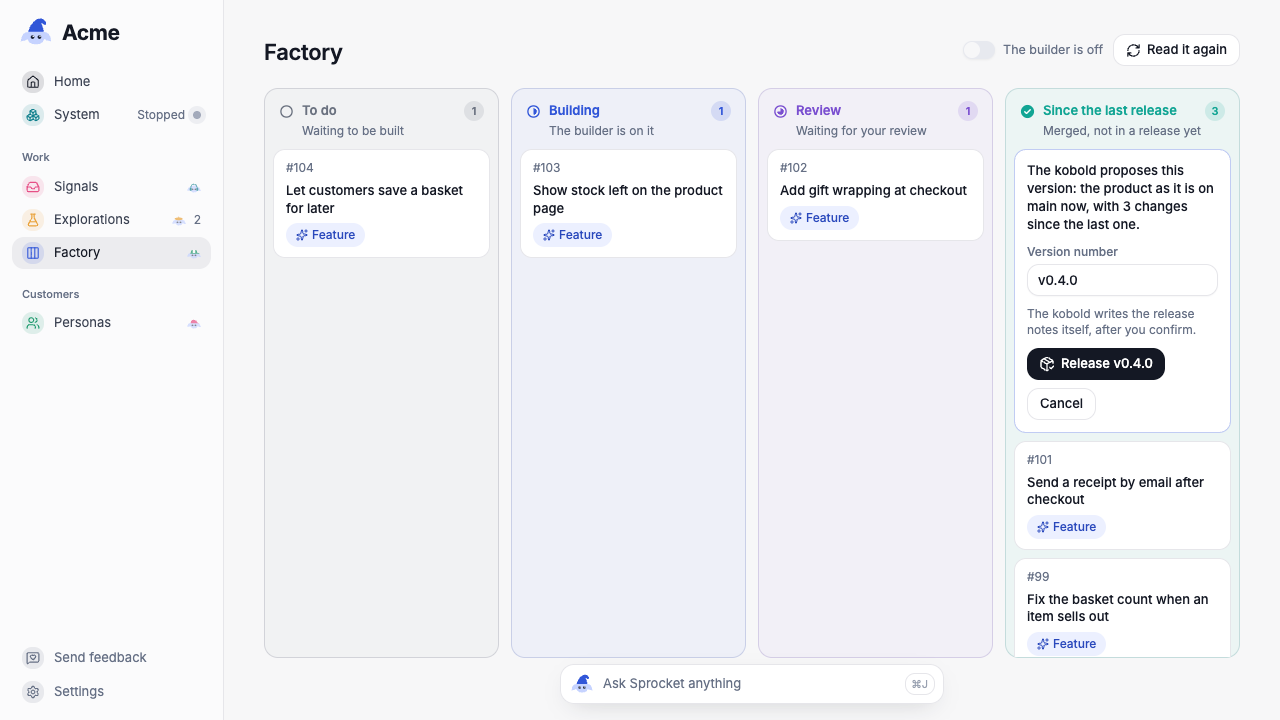 Acme
Home
System
Stopped
Work
Signals
Explorations
2
Factory
Customers
Personas
Send feedback
Settings
Factory
The builder is off
Read it again
To do
1
Waiting to be built
#104
Let customers save a basket
for later
Feature
Building
1
The builder is on it
#103
Show stock left on the product
page
Feature
Review
1
Waiting for your review
#102
Add gift wrapping at checkout
Feature
Since the last release
3
Merged, not in a release yet
The kobold proposes this
version: the product as it is on
main now, with 3 changes
since the last one.
Version number
v0.4.0
The kobold writes the release
notes itself, after you confirm.
Release v0.4.0
Cancel
#101
Send a receipt by email after
checkout
Feature
#99
Fix the basket count when an
item sells out
Feature
Ask Sprocket anything
⌘J